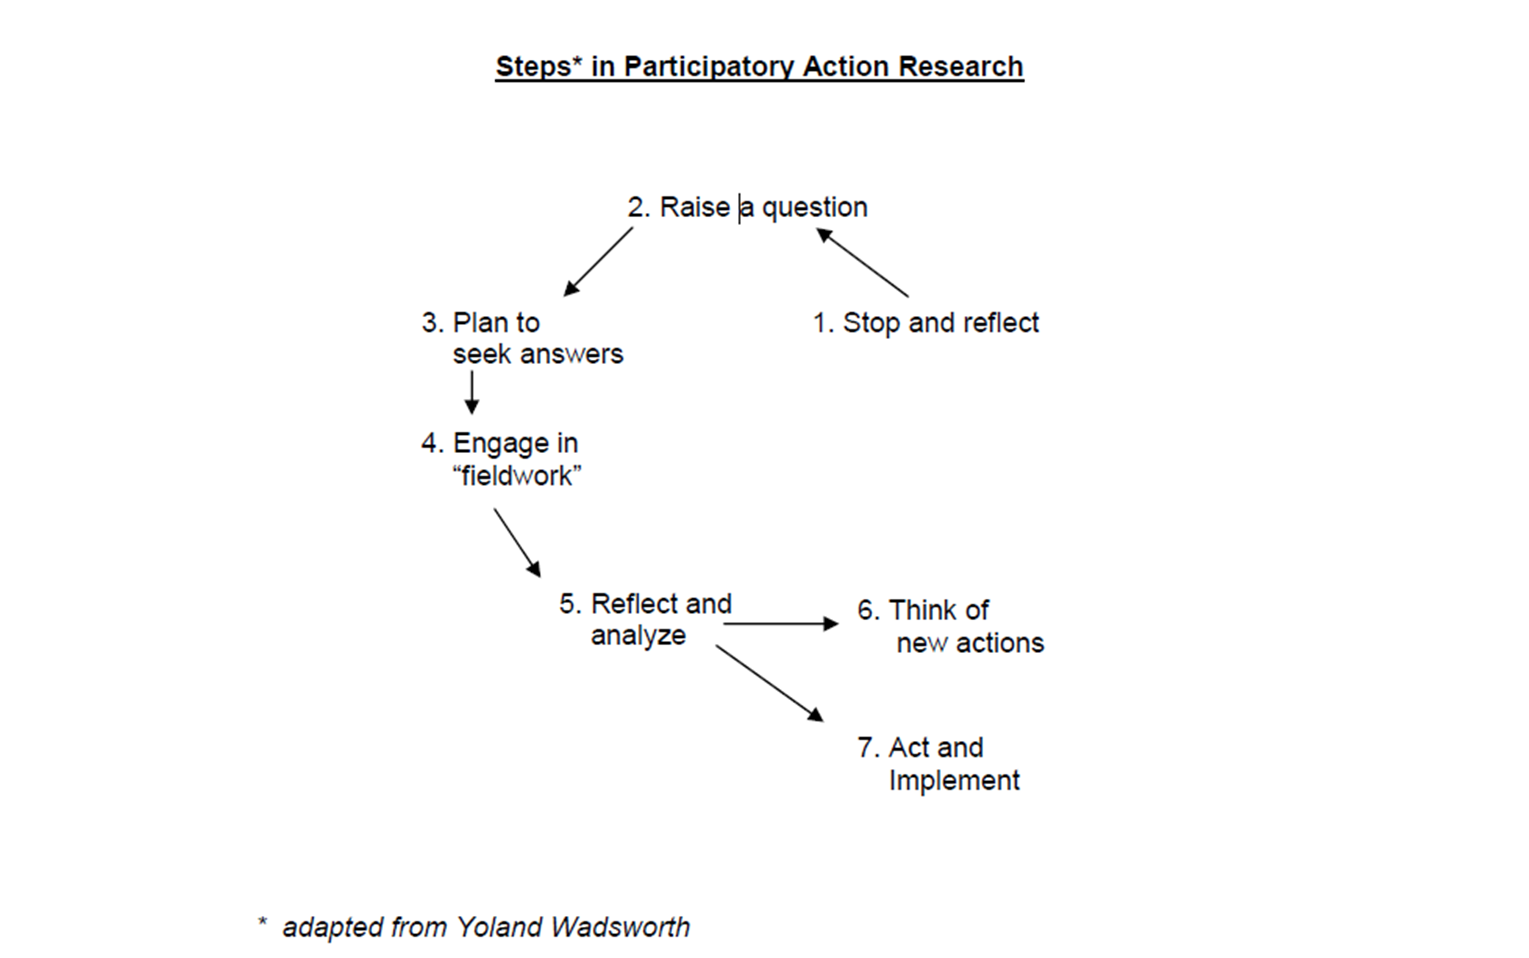 Steps* in Participatory Action Research
2. Raise a question
1. Stop and reflect
3. Plan to
seek answers
4. Engage in
“fieldwork”
5. Reflect and
analyze
6. Think of
new actions
7. Act and
Implement
* adapted from Yoland Wadsworth